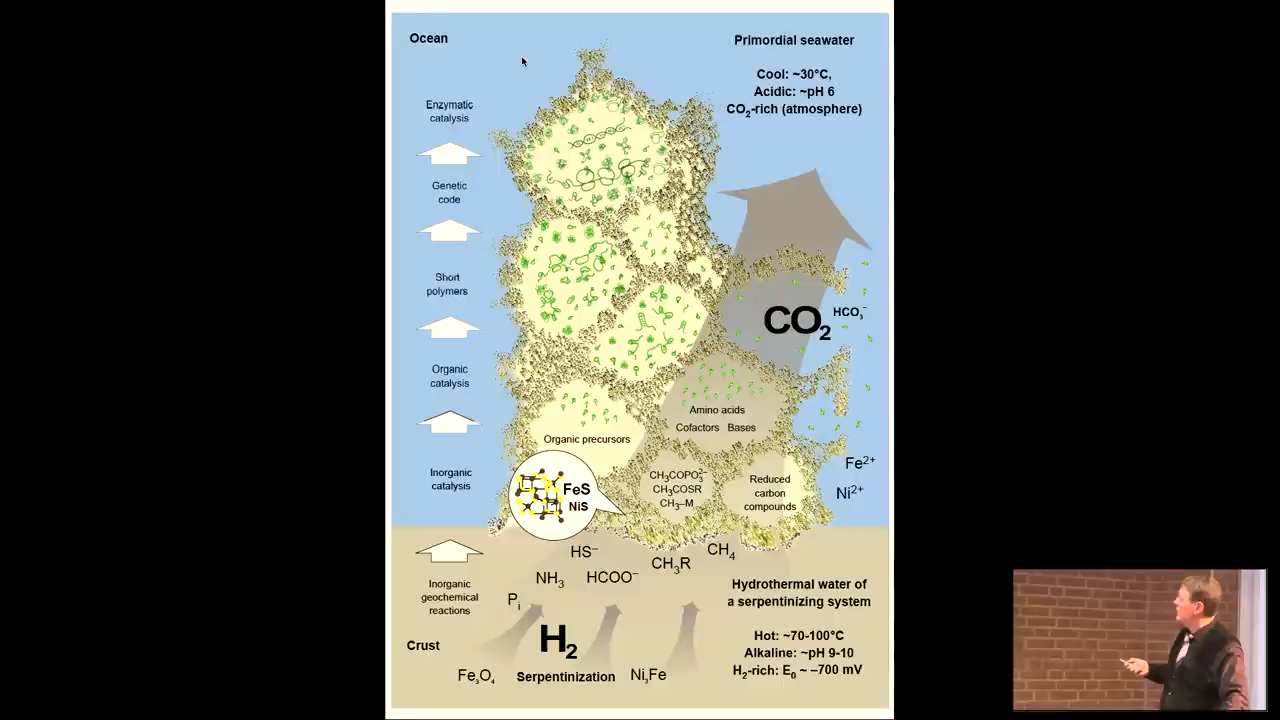 Ocean
Primordial seawater
Cool: ~30°C,
Acidic: ~pH 6
CO₂-rich (atmosphere)
Enzymatic
catalysis
Genetic
code
Short
polymers
CO₂
HCO₃⁻
Organic
catalysis
Amino acids
Cofactors Bases
Organic precursors
Inorganic
catalysis
FeS
NiS
CH₃COPO₃²⁻
CH₃COSR
CH₃–M
Reduced
carbon
compounds
Fe²⁺
Ni²⁺
HS⁻
CH₃R
CH₄
NH₃
HCOO⁻
Pᵢ
Inorganic
geochemical
reactions
Hydrothermal water of
a serpentinizing system
Crust
H₂
Hot: ~70-100°C
Alkaline: ~pH 9-10
H₂-rich: E₀ ~ –700 mV
Fe₃O₄
Serpentinization
Ni₃Fe